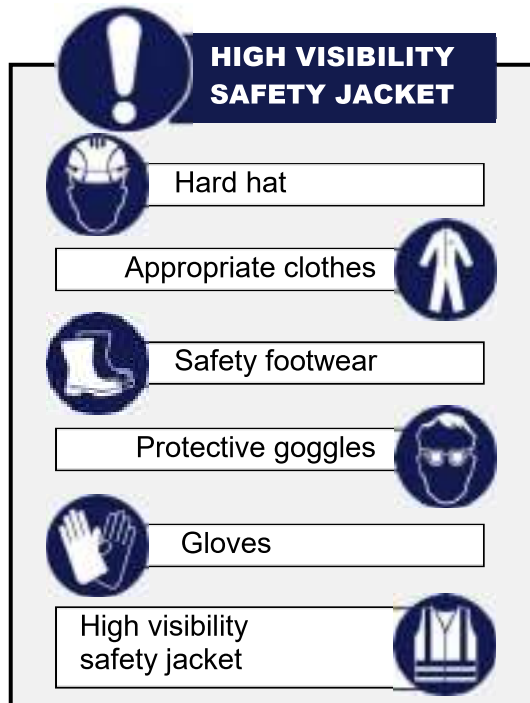 HIGH VISIBILITY
SAFETY JACKET
Hard hat
Appropriate clothes
Safety footwear
Protective goggles
Gloves
High visibility
safety jacket